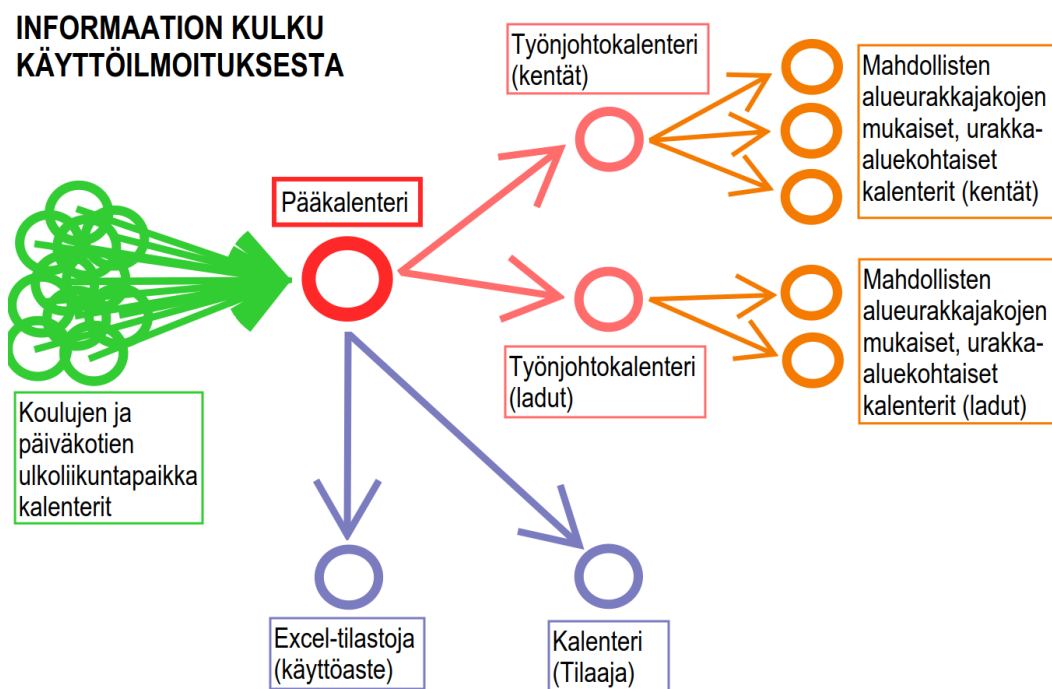 INFORMAATION KULKU
KÄYTTÖILMOITUKSESTA
Työnjohtokalenteri
(kentät)
Mahdollisten
alueurakkajakojen
mukaiset, urakka-
aluekohtaiset
kalenterit (kentät)
Pääkalenteri
Mahdollisten
alueurakkajakojen
mukaiset, urakka-
aluekohtaiset
kalenterit (ladut)
Työnjohtokalenteri
(ladut)
Koulujen ja
päiväkotien
ulkoliikuntapaikka
kalenterit
Excel-tilastoja
(käyttöaste)
Kalenteri
(Tilaaja)